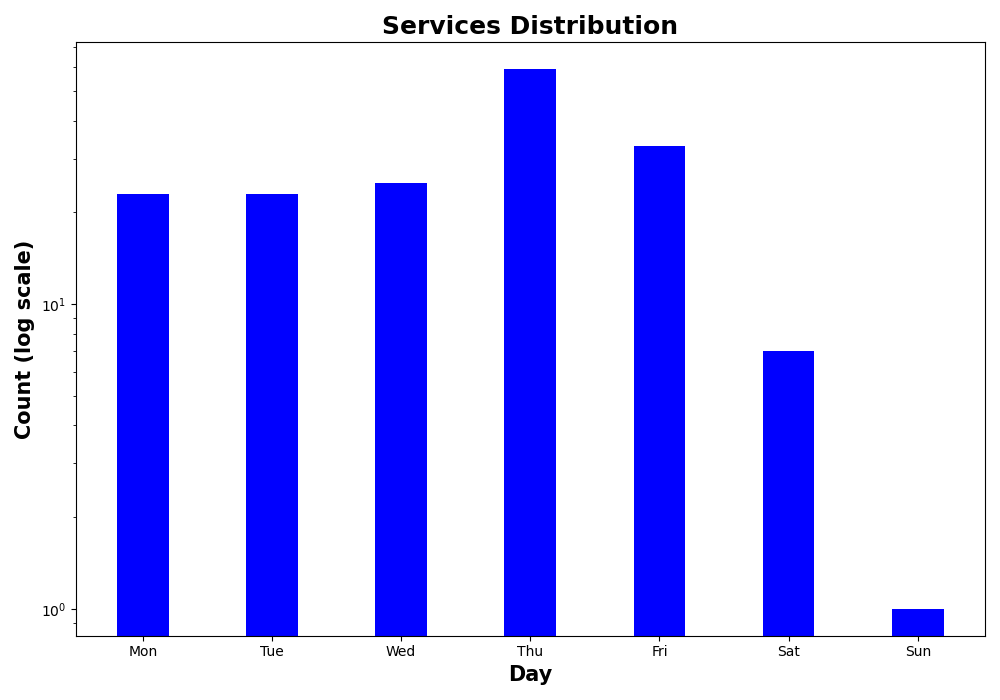 Services Distribution
Count (log scale)
10¹
10⁰
Mon Tue Wed Thu Fri Sat Sun
Day